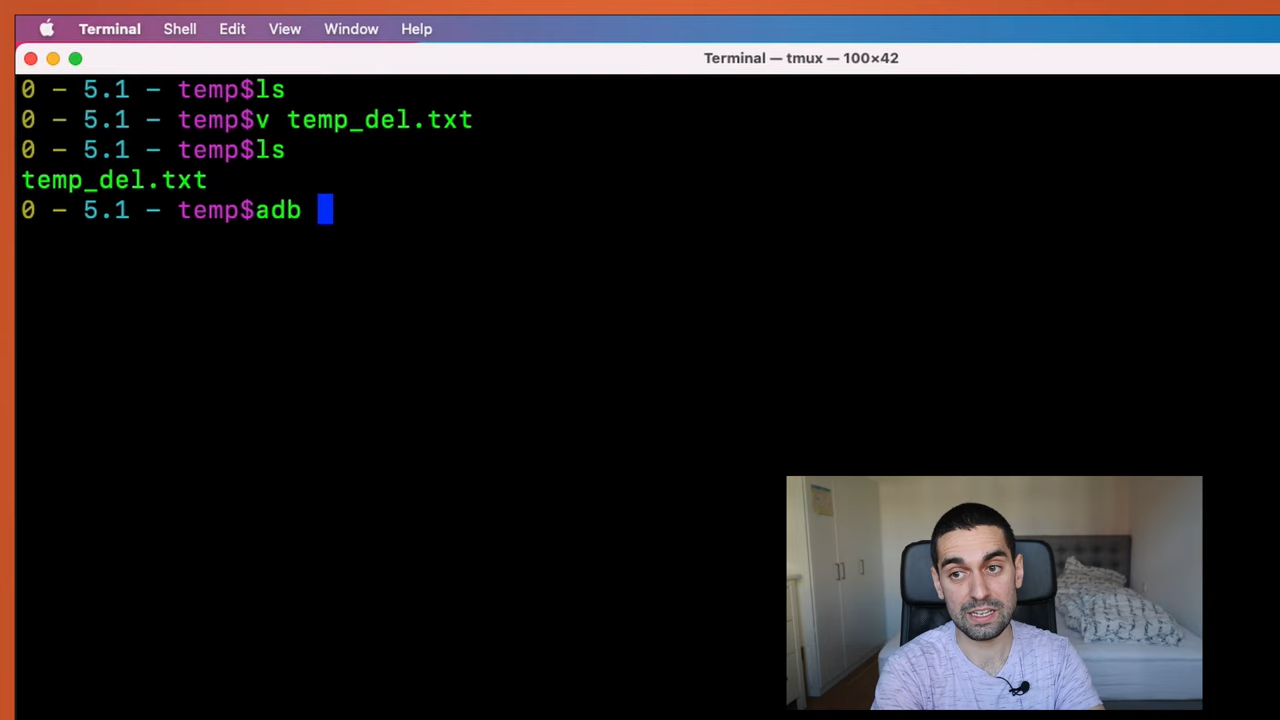 Terminal Shell Edit View Window Help
Terminal — tmux — 100×42
0 – 5.1 – temp$ls
0 – 5.1 – temp$v temp_del.txt
0 – 5.1 – temp$ls
temp_del.txt
0 – 5.1 – temp$adb